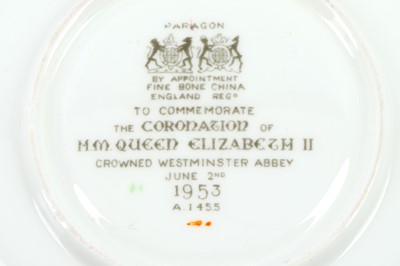 PARAGON
BY APPOINTMENT
FINE BONE CHINA
ENGLAND REGD
TO COMMEMORATE
THE CORONATION OF
H.M. QUEEN ELIZABETH II
CROWNED WESTMINSTER ABBEY
JUNE 2ND
1953
A.1455